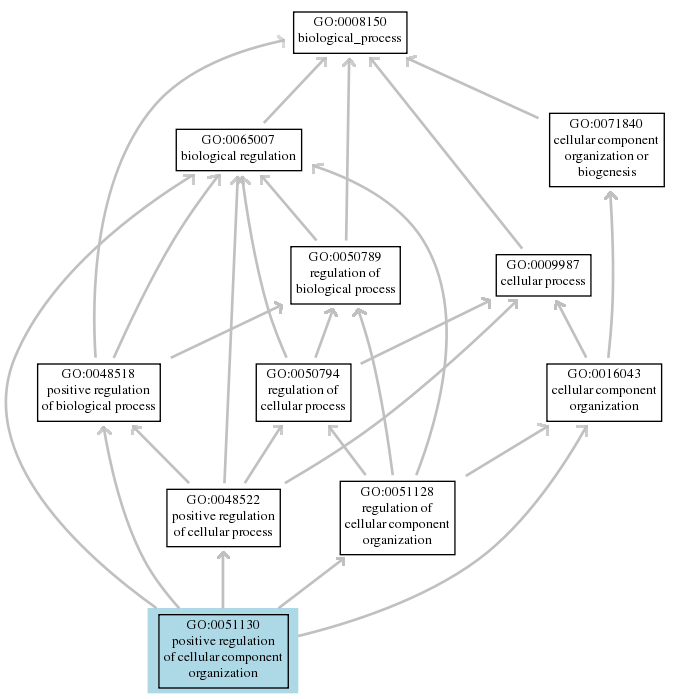 GO:0008150
biological_process
GO:0071840
cellular component
organization or
biogenesis
GO:0065007
biological regulation
GO:0050789
regulation of
biological process
GO:0009987
cellular process
GO:0048518
positive regulation
of biological process
GO:0050794
regulation of
cellular process
GO:0016043
cellular component
organization
GO:0048522
positive regulation
of cellular process
GO:0051128
regulation of
cellular component
organization
GO:0051130
positive regulation
of cellular component
organization